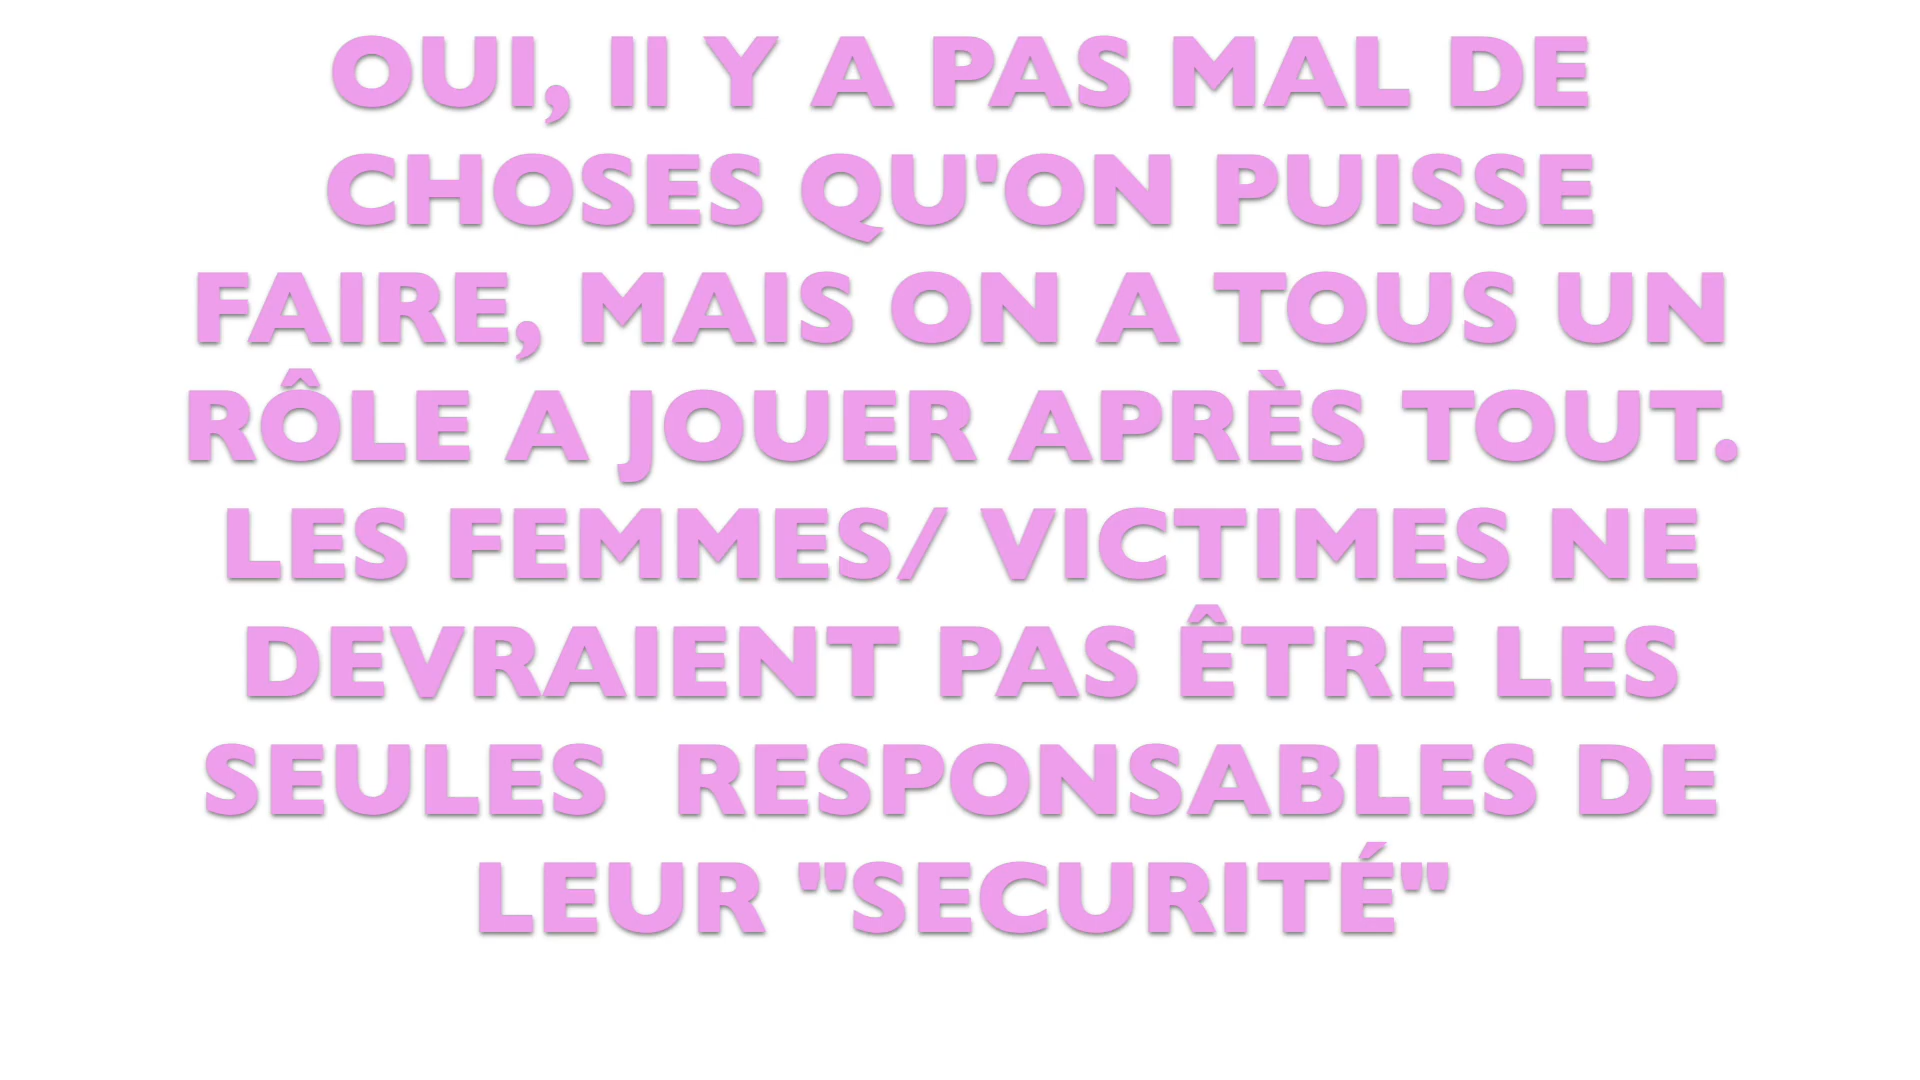 OUI, II Y A PAS MAL DE
CHOSES QU'ON PUISSE
FAIRE, MAIS ON A TOUS UN
RÔLE A JOUER APRÈS TOUT.
LES FEMMES/ VICTIMES NE
DEVRAIENT PAS ÊTRE LES
SEULES  RESPONSABLES DE
LEUR "SECURITÉ"